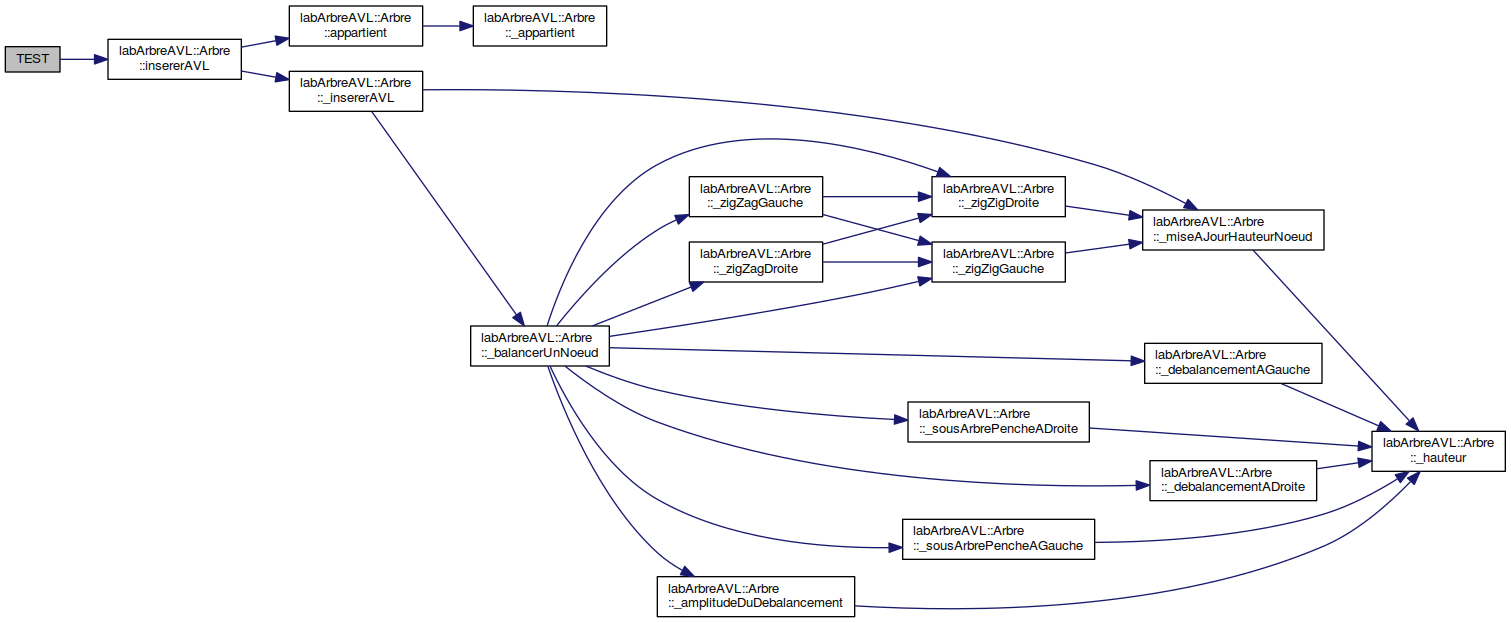 TEST
labArbreAVL::Arbre
::insererAVL
labArbreAVL::Arbre
::appartient
labArbreAVL::Arbre
::_appartient
labArbreAVL::Arbre
::_insererAVL
labArbreAVL::Arbre
::_balancerUnNoeud
labArbreAVL::Arbre
::_zigZagGauche
labArbreAVL::Arbre
::_zigZagDroite
labArbreAVL::Arbre
::_zigZigDroite
labArbreAVL::Arbre
::_zigZigGauche
labArbreAVL::Arbre
::_miseAJourHauteurNoeud
labArbreAVL::Arbre
::_debalancementAGauche
labArbreAVL::Arbre
::_sousArbrePencheADroite
labArbreAVL::Arbre
::_hauteur
labArbreAVL::Arbre
::_debalancementADroite
labArbreAVL::Arbre
::_sousArbrePencheAGauche
labArbreAVL::Arbre
::_amplitudeDuDebalancement